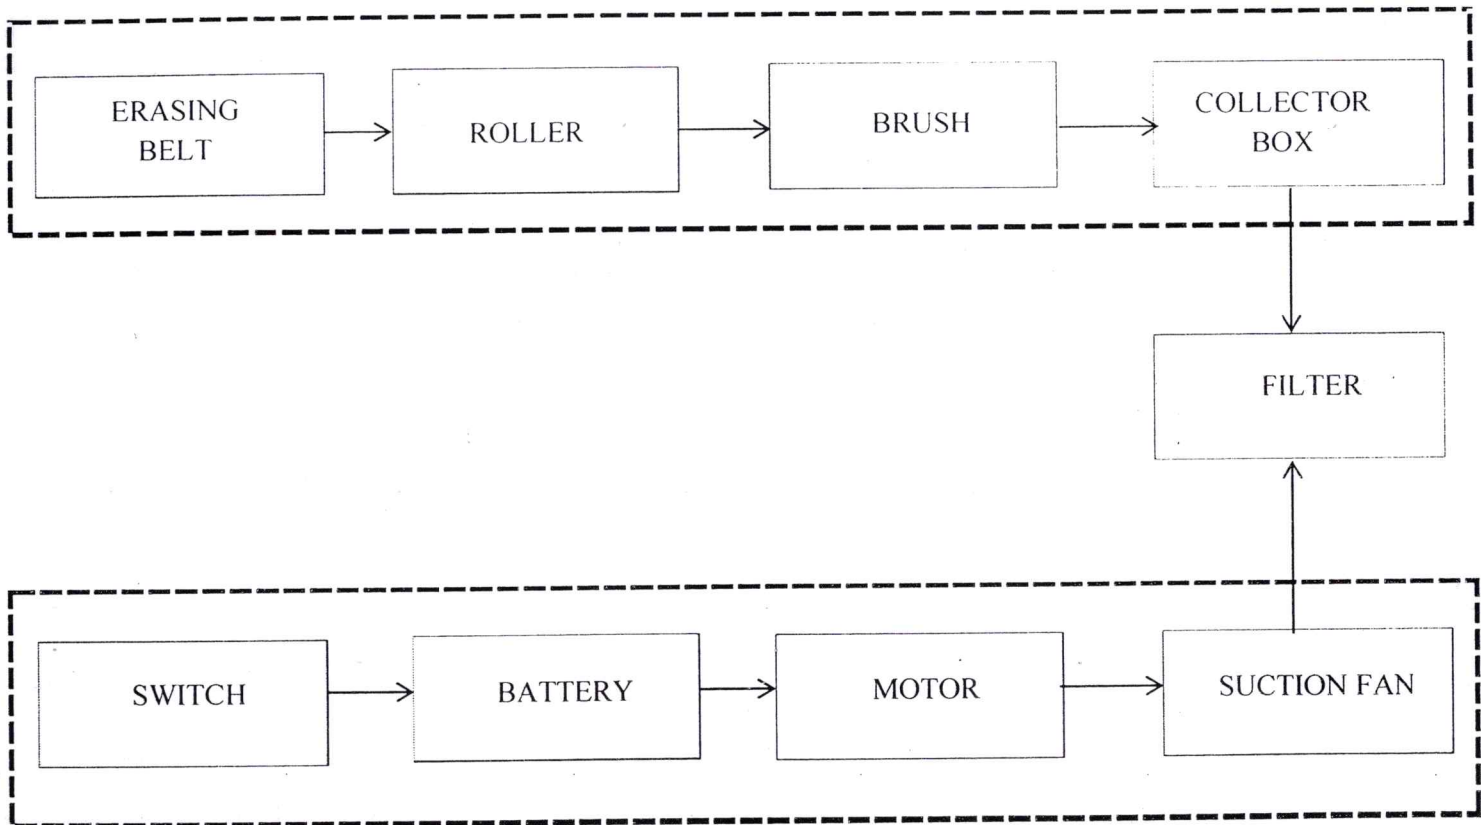 ERASING
BELT
ROLLER
BRUSH
COLLECTOR
BOX
FILTER
SWITCH
BATTERY
MOTOR
SUCTION FAN